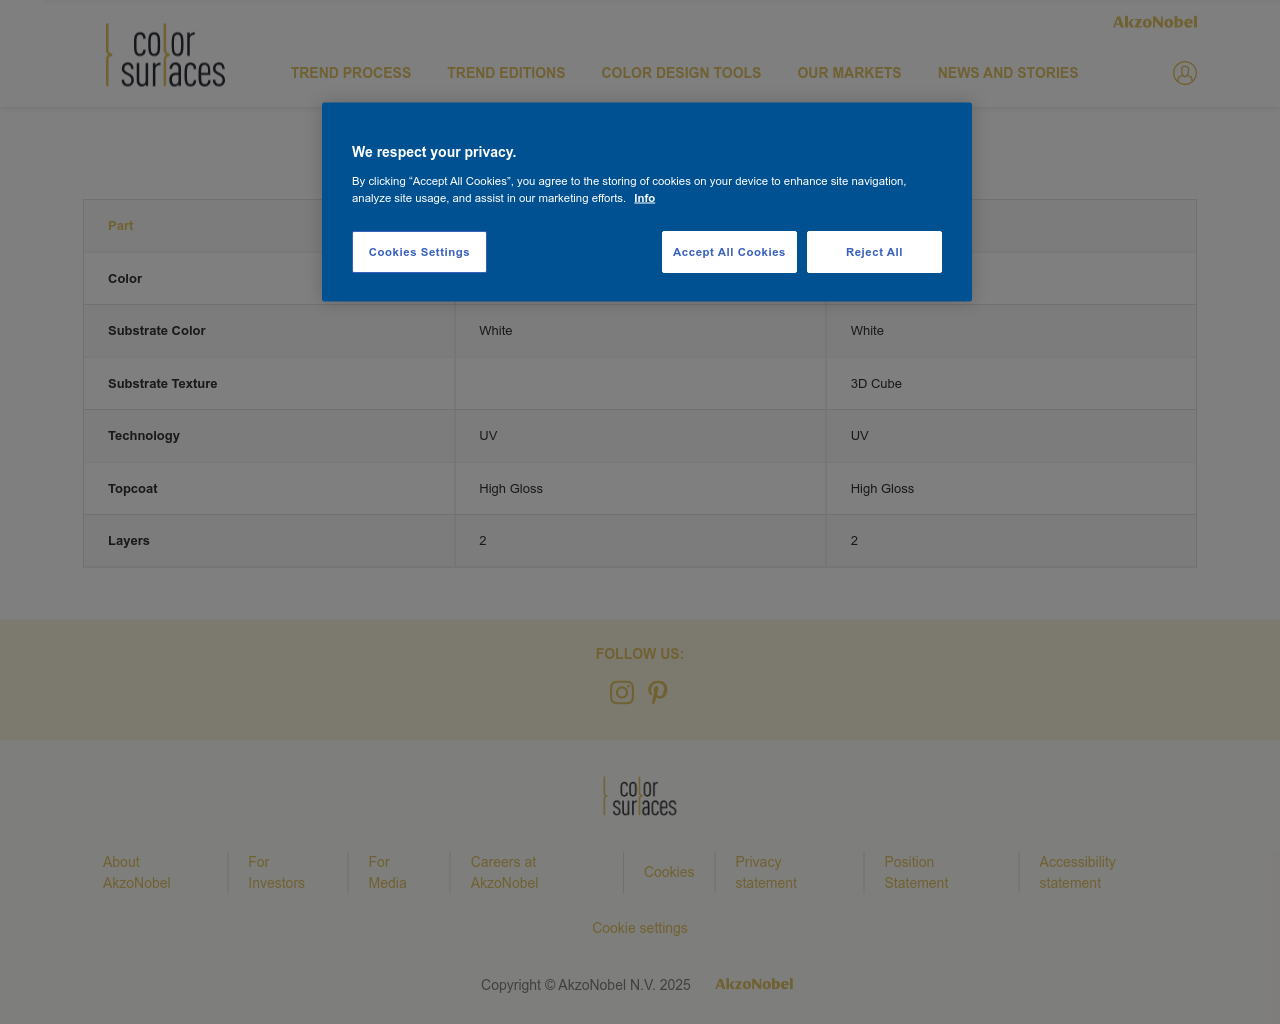 AkzoNobel
color
surfaces
TREND PROCESS TREND EDITIONS COLOR DESIGN TOOLS OUR MARKETS NEWS AND STORIES
We respect your privacy.
By clicking “Accept All Cookies”, you agree to the storing of cookies on your device to enhance site navigation,
analyze site usage, and assist in our marketing efforts. Info
Cookies Settings Accept All Cookies Reject All
Part
Color
Substrate Color White White
Substrate Texture 3D Cube
Technology UV UV
Topcoat High Gloss High Gloss
Layers 2 2
FOLLOW US:
color
surfaces
About For For Careers at Privacy Position Accessibility
AkzoNobel Investors Media AkzoNobel Cookies statement Statement statement
Cookie settings
Copyright © AkzoNobel N.V. 2025 AkzoNobel